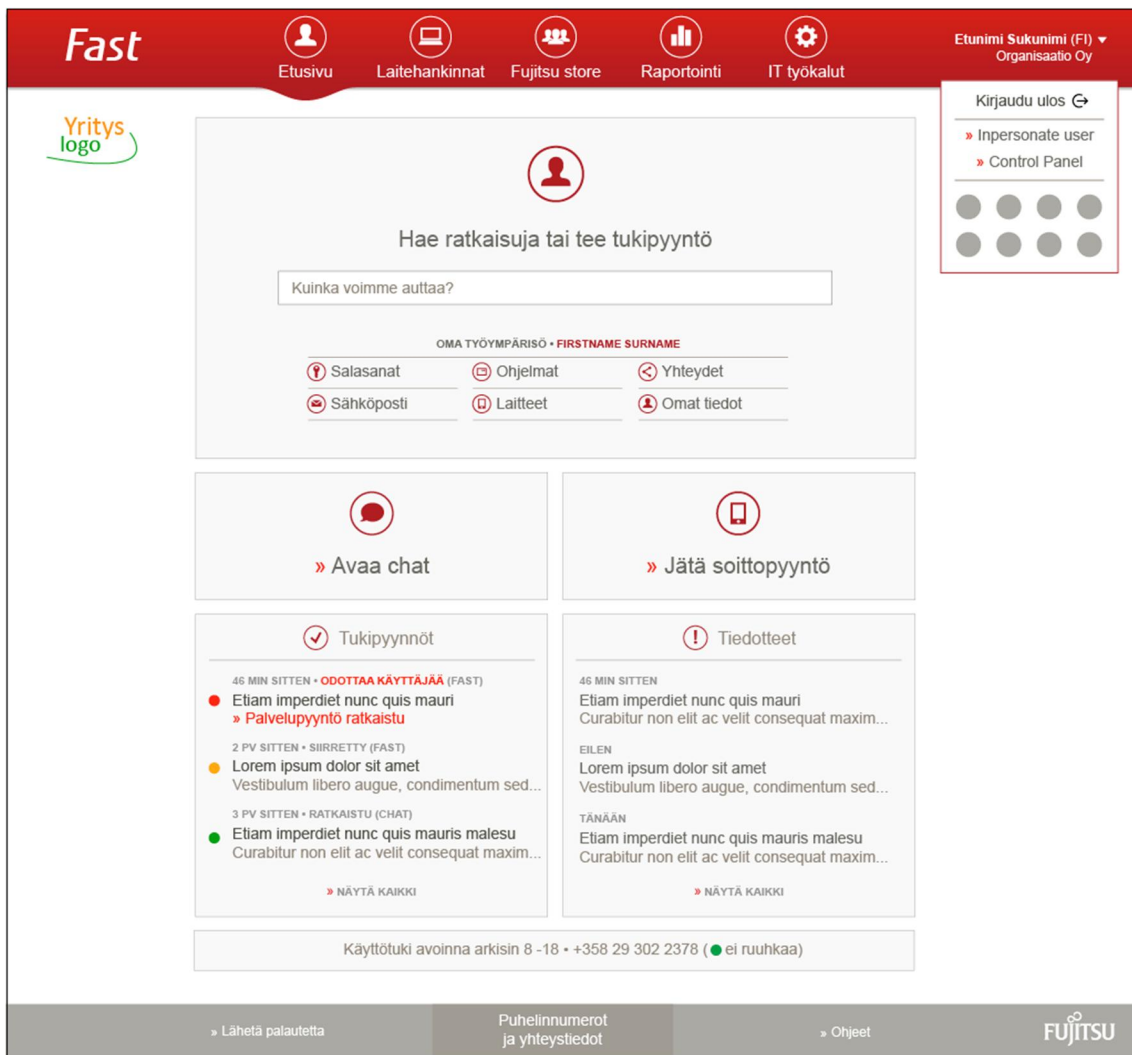 Fast
Etusivu
Laitehankinnat
Fujitsu store
Raportointi
IT työkalut
Etunimi Sukunimi (FI) ▼
Organisaatio Oy
Kirjaudu ulos
» Inpersonate user
» Control Panel
Yritys
logo
Hae ratkaisuja tai tee tukipyyntö
Kuinka voimme auttaa?
OMA TYÖYMPÄRISÖ • FIRSTNAME SURNAME
Salasanat
Ohjelmat
Yhteydet
Sähköposti
Laitteet
Omat tiedot
» Avaa chat
» Jätä soittopyyntö
Tukipyynnöt
46 MIN SITTEN • ODOTTAA KÄYTTÄJÄÄ (FAST)
Etiam imperdiet nunc quis mauri
» Palvelupyyntö ratkaistu
2 PV SITTEN • SIIRRETTY (FAST)
Lorem ipsum dolor sit amet
Vestibulum libero augue, condimentum sed...
3 PV SITTEN • RATKAISTU (CHAT)
Etiam imperdiet nunc quis mauris malesu
Curabitur non elit ac velit consequat maxim...
» NÄYTÄ KAIKKI
Tiedotteet
46 MIN SITTEN
Etiam imperdiet nunc quis mauri
Curabitur non elit ac velit consequat maxim...
EILEN
Lorem ipsum dolor sit amet
Vestibulum libero augue, condimentum sed...
TÄNÄÄN
Etiam imperdiet nunc quis mauris malesu
Curabitur non elit ac velit consequat maxim...
» NÄYTÄ KAIKKI
Käyttötuki avoinna arkisin 8 -18 • +358 29 302 2378 (● ei ruuhkaa)
» Lähetä palautetta
Puhelinnumerot
ja yhteystiedot
» Ohjeet
FUJITSU